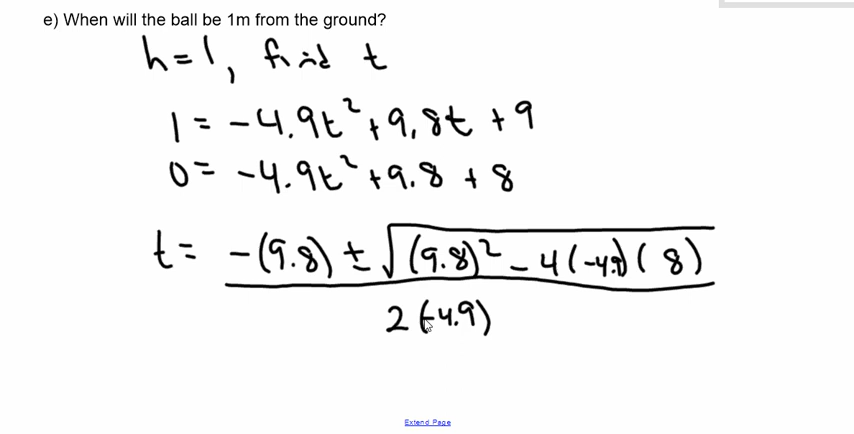 e) When will the ball be 1m from the ground?
h = 1, find t
1 = -4.9t² + 9.8t + 9
0 = -4.9t² + 9.8 + 8
t = -(9.8) ± √(9.8)² - 4(-4.9)(8)
2(-4.9)
Extend Page